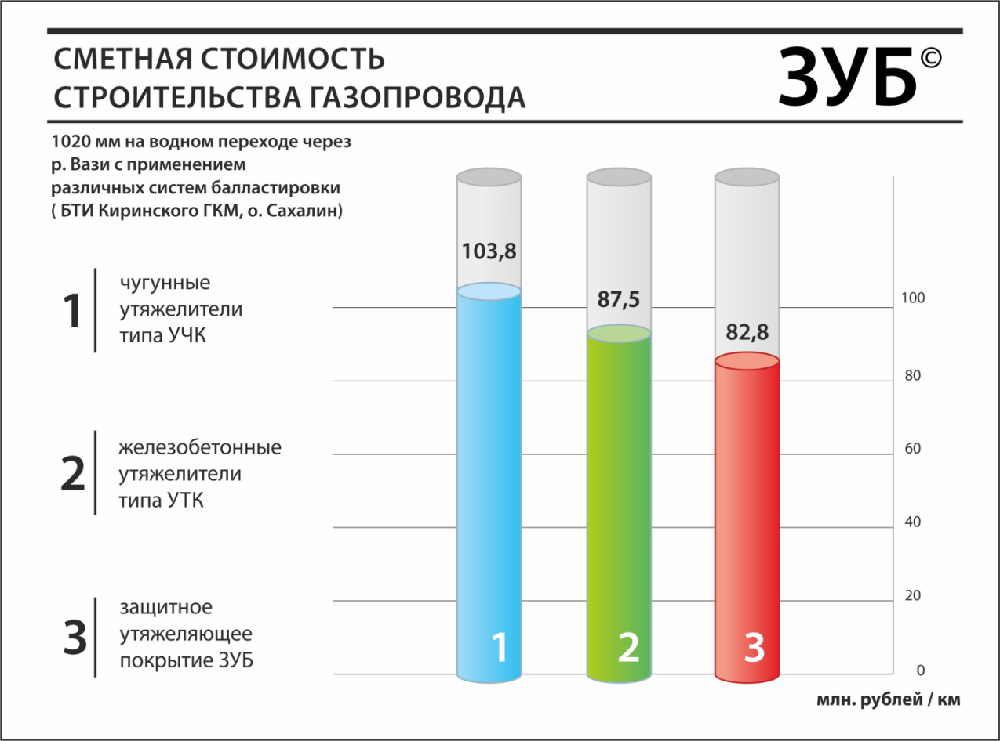 СМЕТНАЯ СТОИМОСТЬ
СТРОИТЕЛЬСТВА ГАЗОПРОВОДА
ЗУБ©
1020 мм на водном переходе через
р. Вази с применением
различных систем балластировки
( БТИ Киринского ГКМ, о. Сахалин)
1
чугунные
утяжелители
типа УЧК
2
железобетонные
утяжелители
типа УТК
3
защитное
утяжеляющее
покрытие ЗУБ
103,8
87,5
82,8
1
2
3
100
80
60
40
20
0
млн. рублей / км